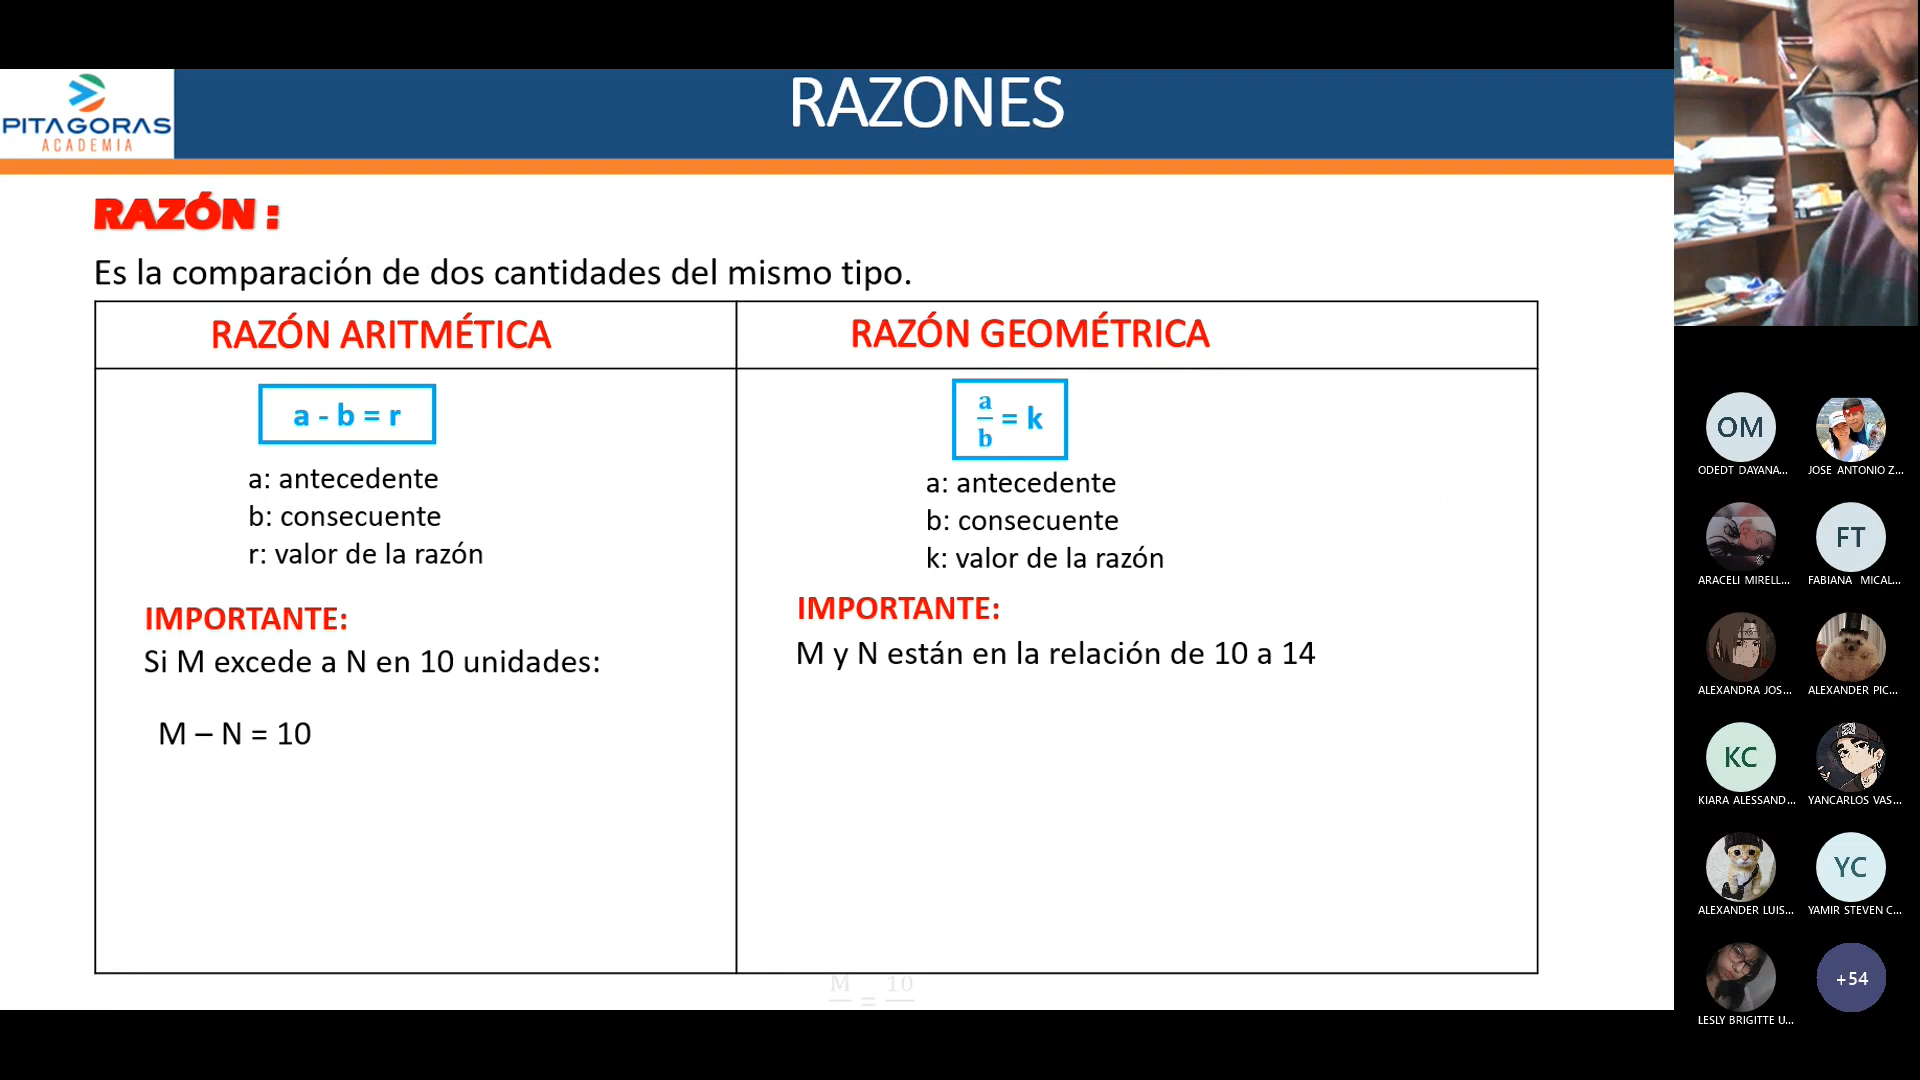 RAZONES
PITAGORAS
ACADEMIA
RAZÓN :
Es la comparación de dos cantidades del mismo tipo.
RAZÓN ARITMÉTICA
a - b = r
a: antecedente
b: consecuente
r: valor de la razón
IMPORTANTE:
Si M excede a N en 10 unidades:
M – N = 10
RAZÓN GEOMÉTRICA
a
b
= k
a: antecedente
b: consecuente
k: valor de la razón
IMPORTANTE:
M y N están en la relación de 10 a 14
M = 10
OM
ODEDT DAYANA...
JOSE ANTONIO Z...
ARACELI MIRELL...
FT
FABIANA MICAL...
ALEXANDRA JOS...
ALEXANDER PIC...
KC
KIARA ALESSAND...
YANCARLOS VAS...
ALEXANDER LUIS...
YC
YAMIR STEVEN C...
LESLY BRIGITTE U...
+54